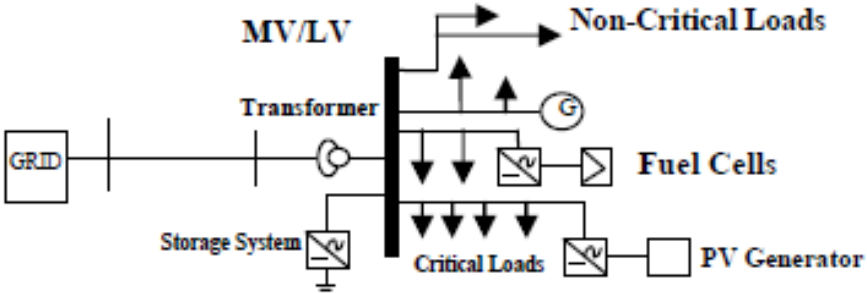 MV/LV
Non-Critical Loads
Transformer
G
GRID
Fuel Cells
Storage System
Critical Loads
PV Generator